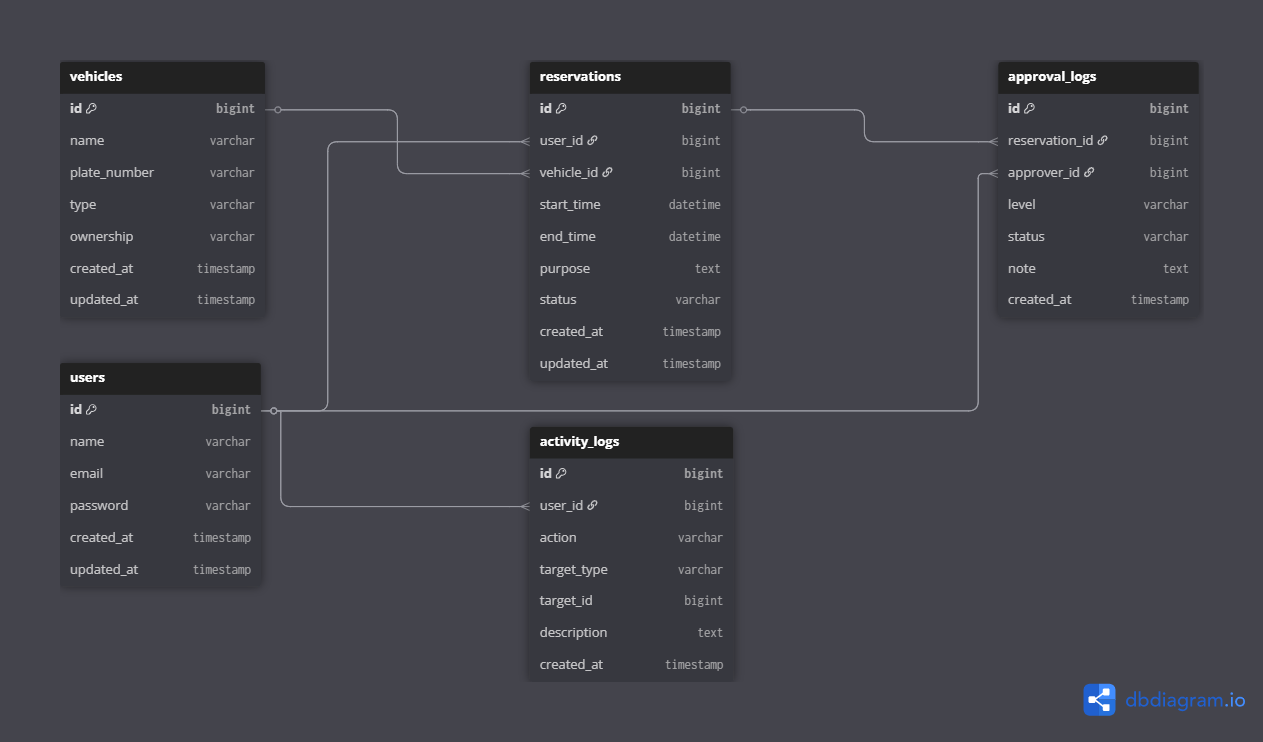 vehicles
id bigint
name varchar
plate_number varchar
type varchar
ownership varchar
created_at timestamp
updated_at timestamp
users
id bigint
name varchar
email varchar
password varchar
created_at timestamp
updated_at timestamp
reservations
id bigint
user_id bigint
vehicle_id bigint
start_time datetime
end_time datetime
purpose text
status varchar
created_at timestamp
updated_at timestamp
activity_logs
id bigint
user_id bigint
action varchar
target_type varchar
target_id bigint
description text
created_at timestamp
approval_logs
id bigint
reservation_id bigint
approver_id bigint
level varchar
status varchar
note text
created_at timestamp
dbdiagram.io